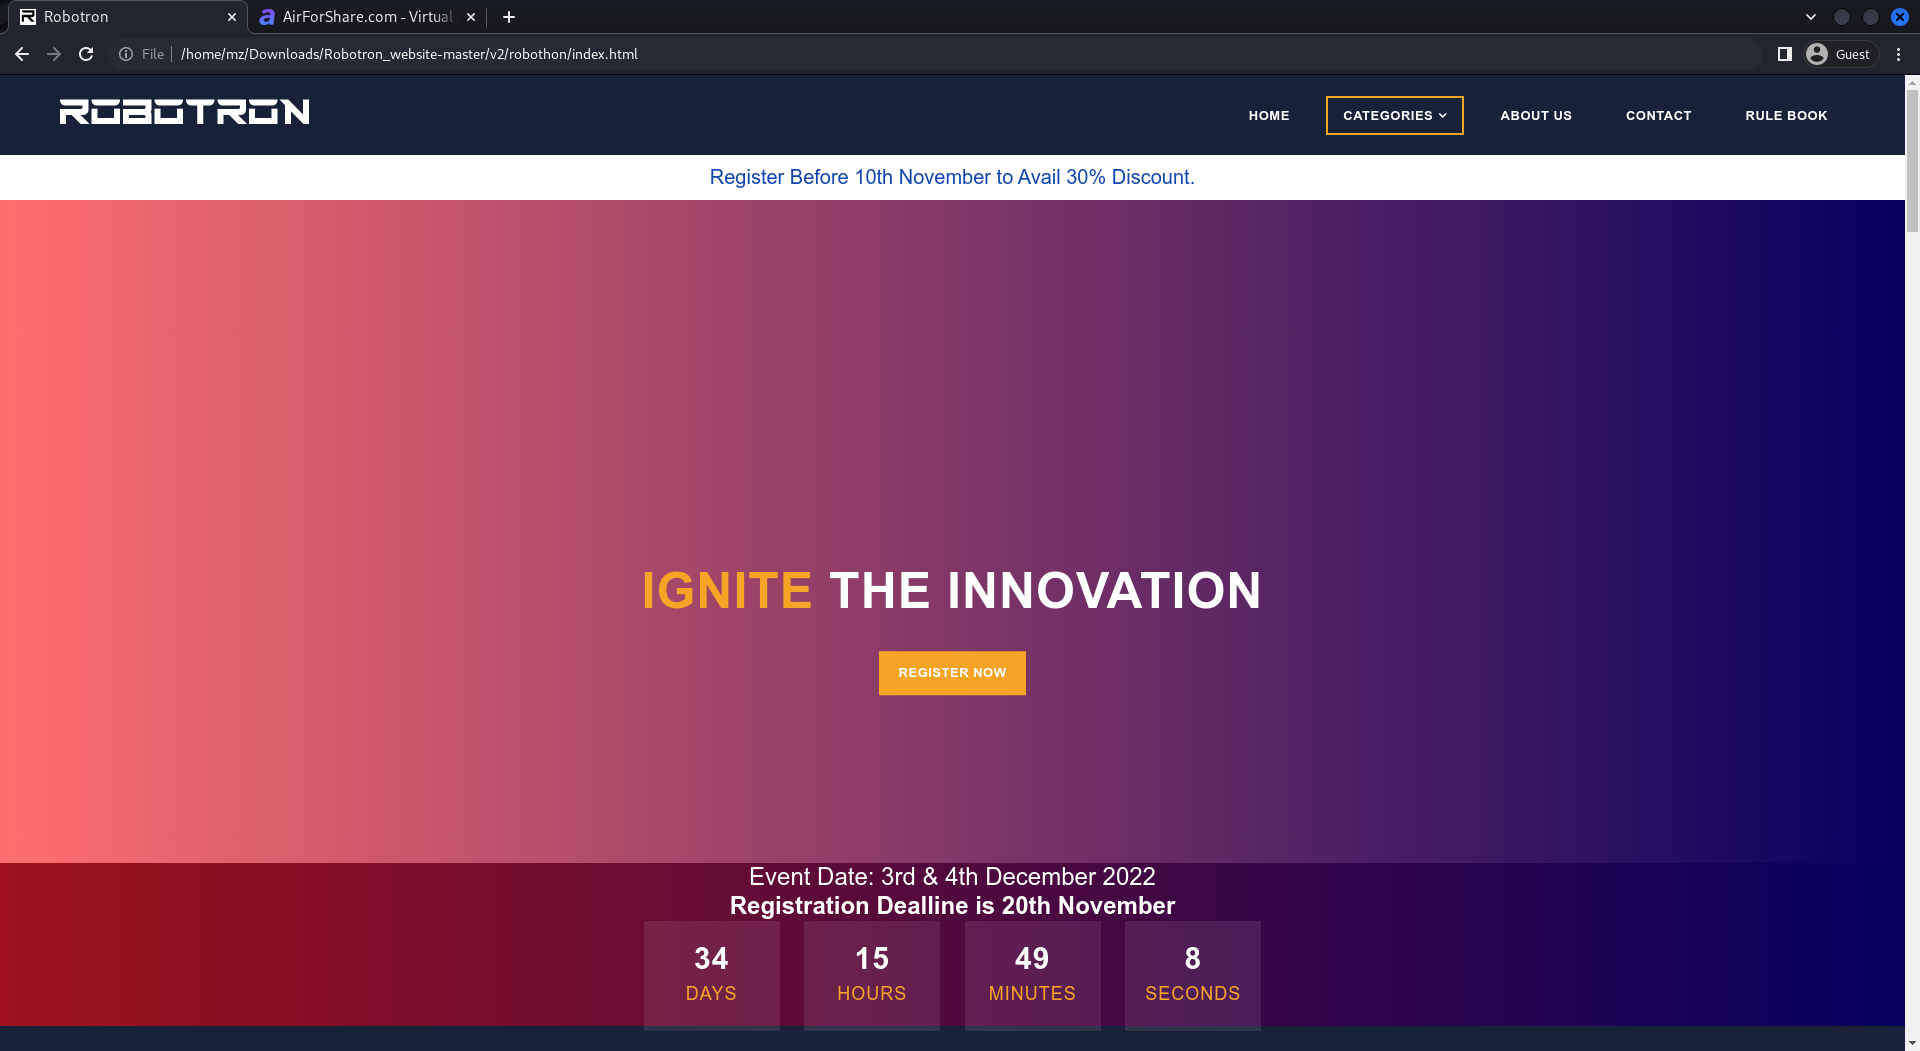 Robotron
AirForShare.com - Virtual
File
/home/mz/Downloads/Robotron_website-master/v2/robothon/index.html
Guest
ROBOTRON
HOME
CATEGORIES
ABOUT US
CONTACT
RULE BOOK
Register Before 10th November to Avail 30% Discount.
IGNITE THE INNOVATION
REGISTER NOW
Event Date: 3rd & 4th December 2022
Registration Dealline is 20th November
34 15 49 8
DAYS HOURS MINUTES SECONDS